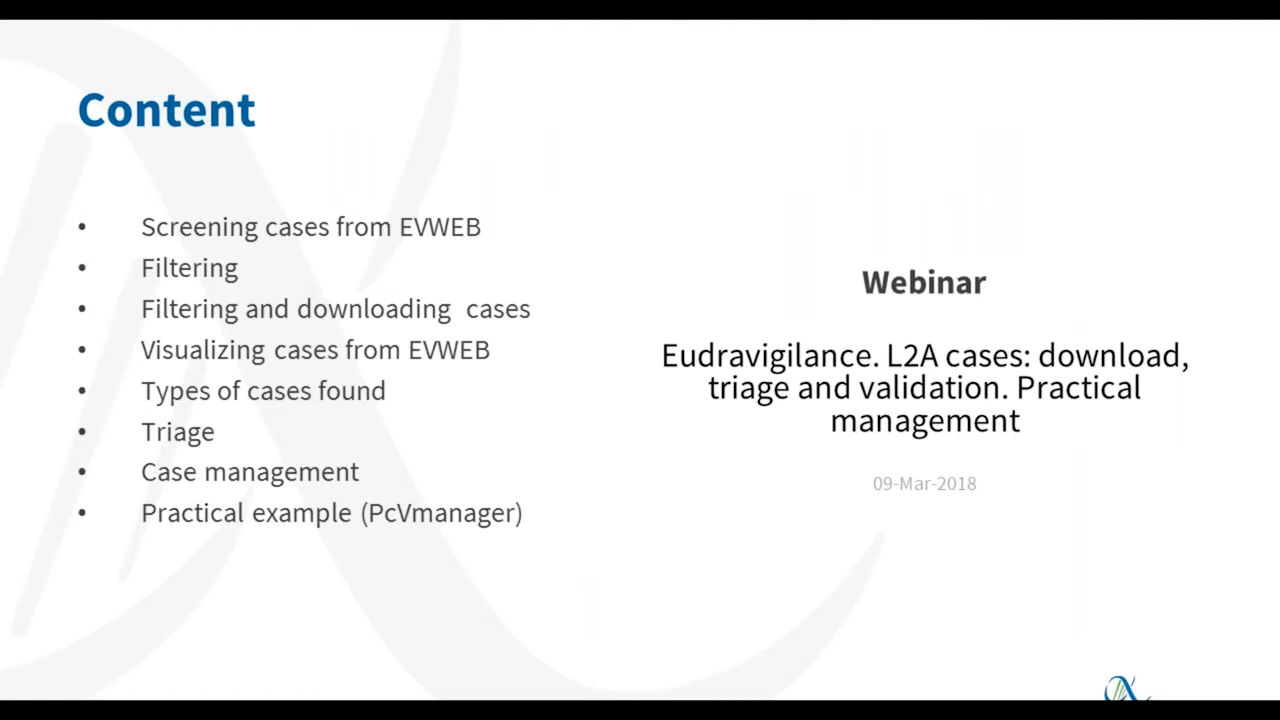 Content
• Screening cases from EVWEB
• Filtering
• Filtering and downloading cases
• Visualizing cases from EVWEB
• Types of cases found
• Triage
• Case management
• Practical example (PcVmanager)
Webinar
Eudravigilance. L2A cases: download,
triage and validation. Practical
management
09-Mar-2018